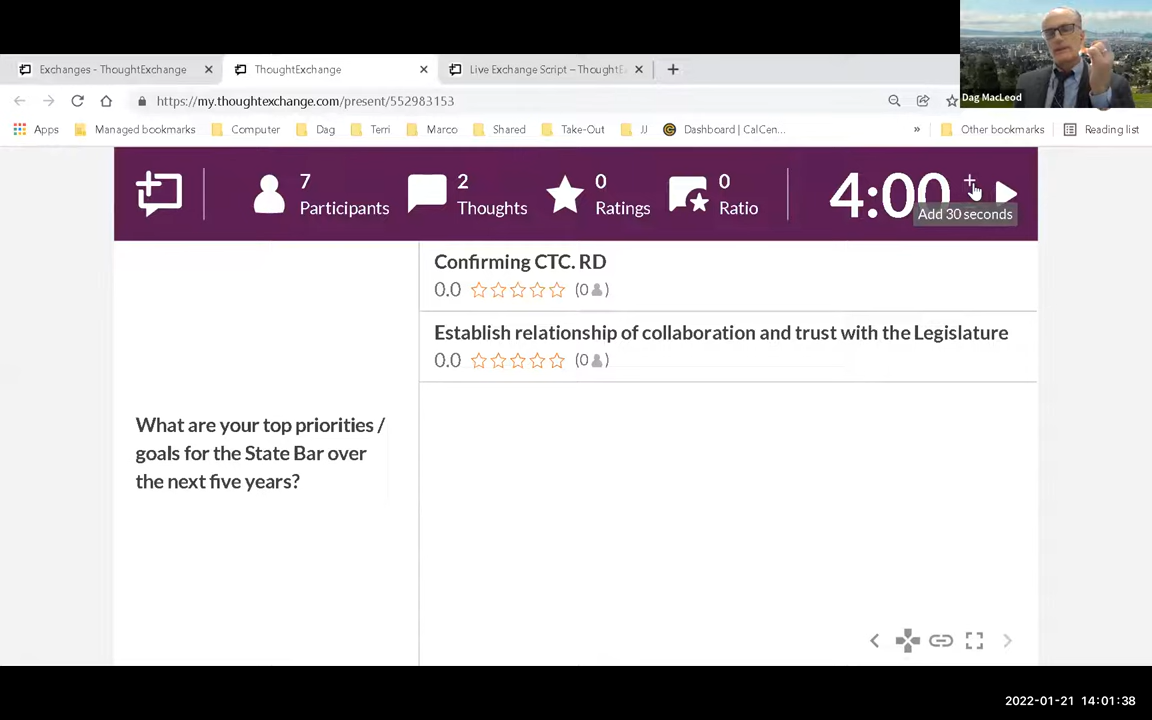 Exchanges - ThoughtExchange
ThoughtExchange
Live Exchange Script – ThoughtEx
Dag MacLeod
https://my.thoughtexchange.com/present/552983153
Apps
Managed bookmarks
Computer
Dag
Terri
Marco
Shared
Take-Out
JJ
Dashboard | CalCen...
»
Other bookmarks
Reading list
7
Participants
2
Thoughts
0
Ratings
0
Ratio
4:00
Add 30 seconds
Confirming CTC. RD
0.0 (0)
Establish relationship of collaboration and trust with the Legislature
0.0 (0)
What are your top priorities /
goals for the State Bar over
the next five years?
2022-01-21 14:01:38